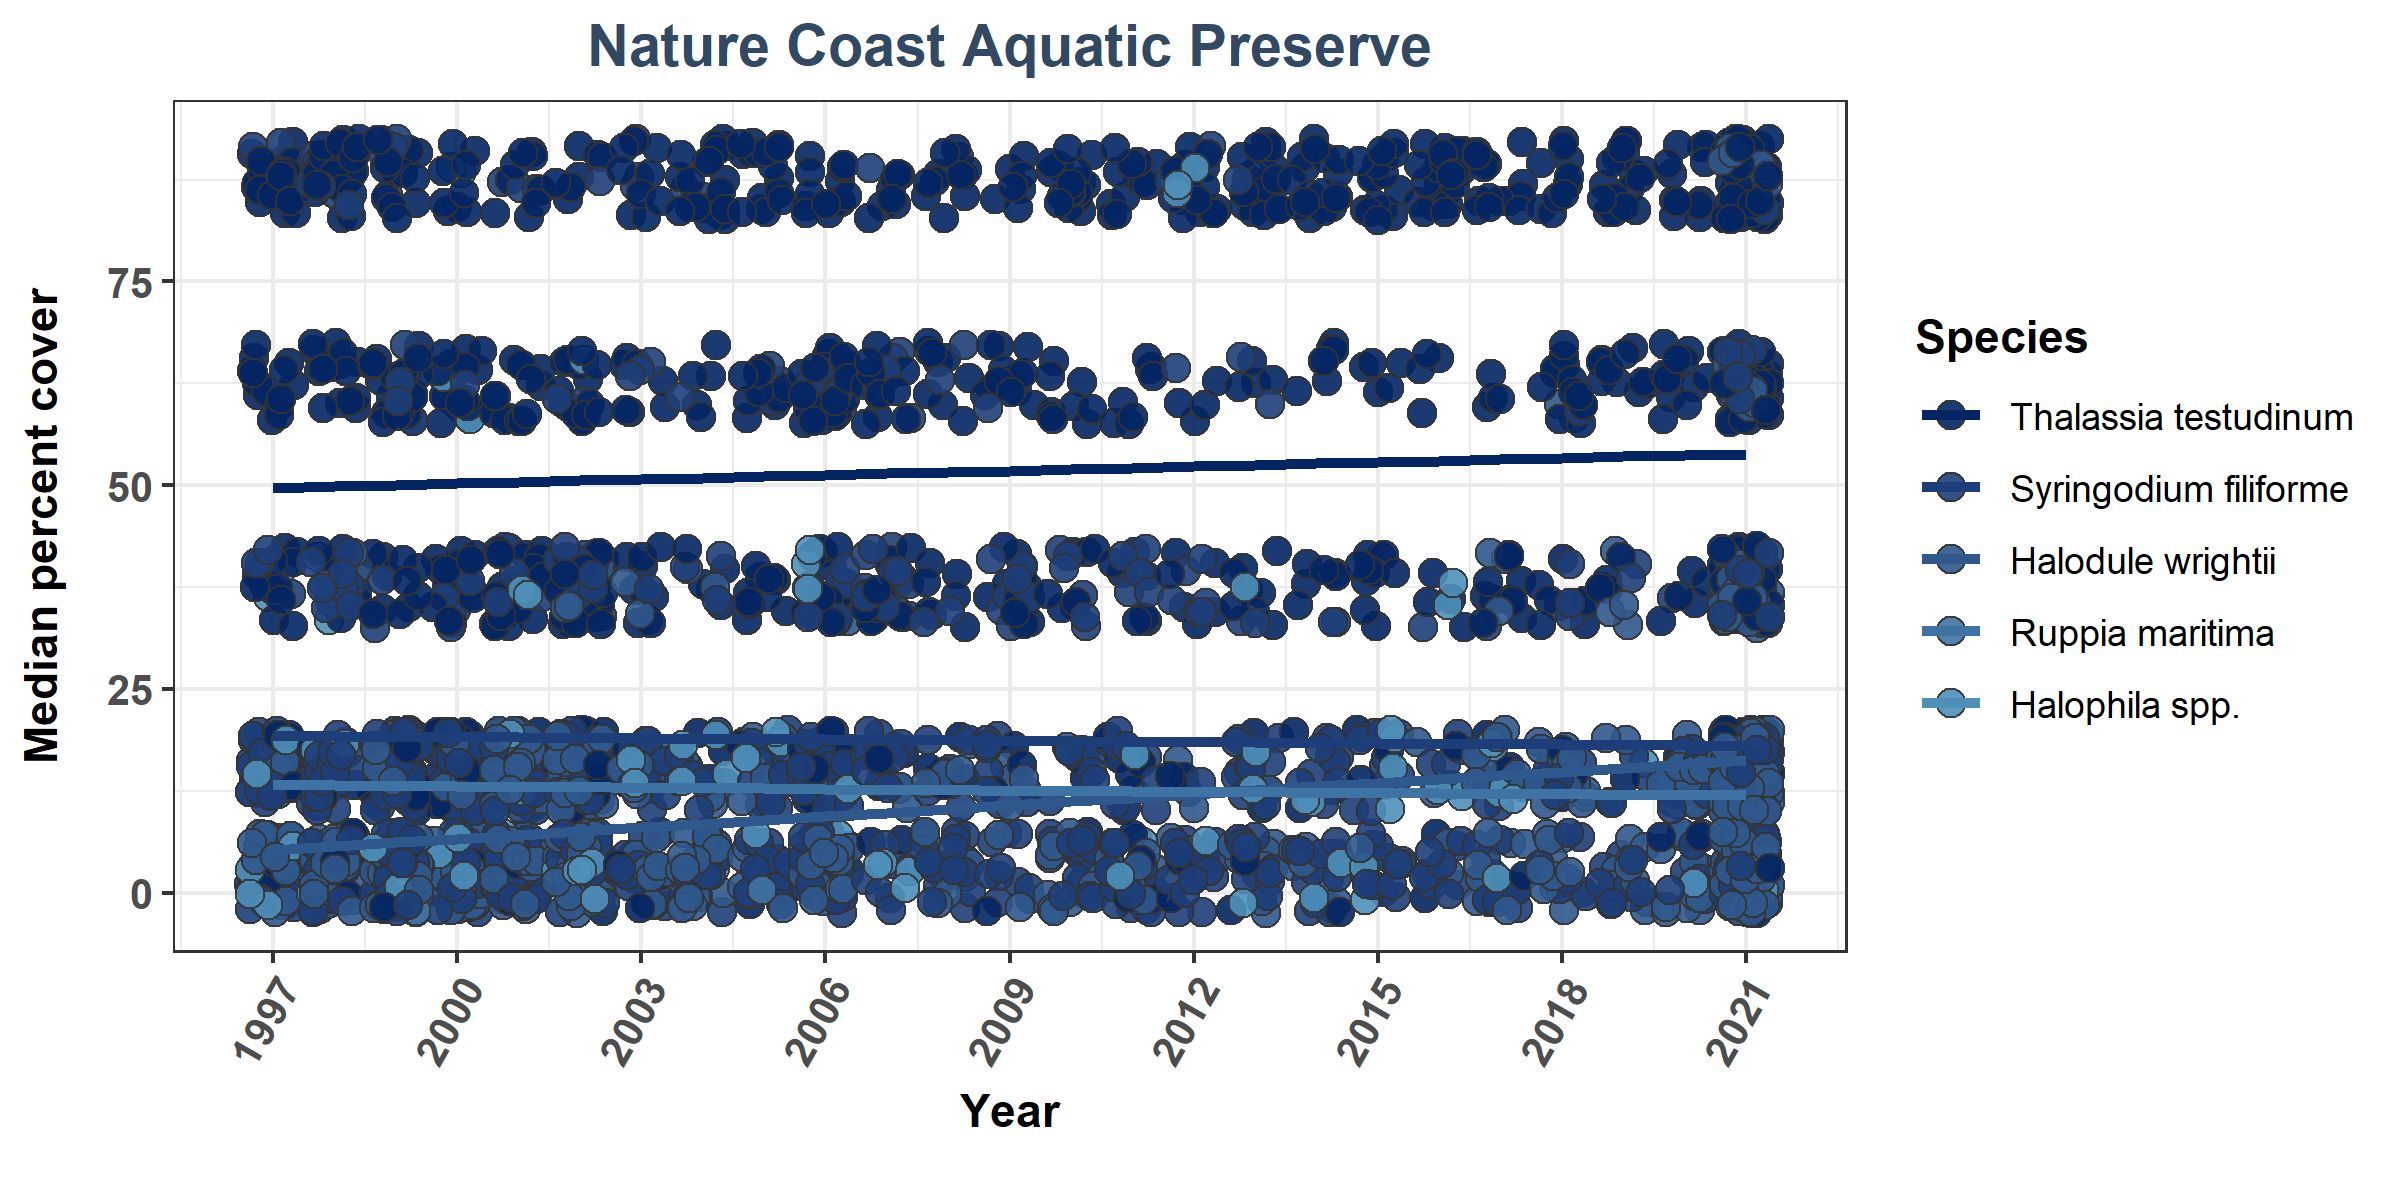 Nature Coast Aquatic Preserve
Median percent cover
75
50
25
0
1997
2000
2003
2006
2009
2012
2015
2018
2021
Year
Species
Thalassia testudinum
Syringodium filiforme
Halodule wrightii
Ruppia maritima
Halophila spp.